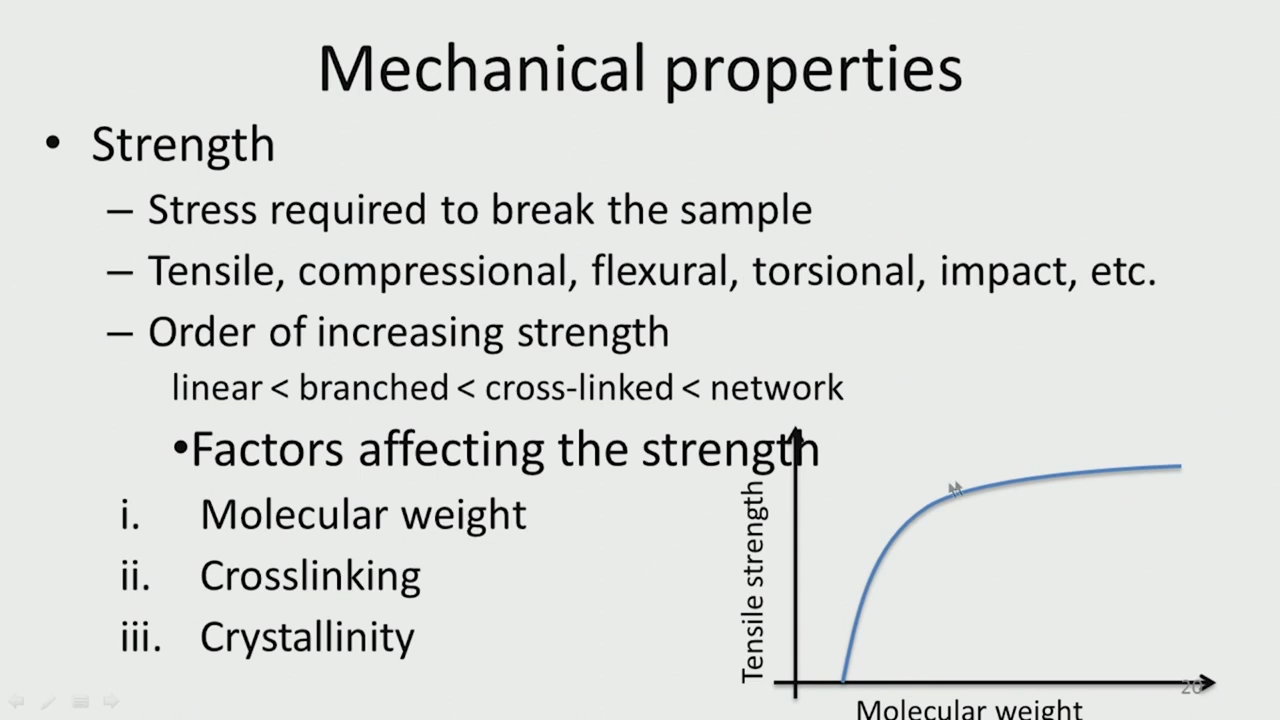 Mechanical properties
• Strength
– Stress required to break the sample
– Tensile, compressional, flexural, torsional, impact, etc.
– Order of increasing strength
linear < branched < cross-linked < network
•Factors affecting the strength
i. Molecular weight
ii. Crosslinking
iii. Crystallinity
Tensile strength
Molecular weight
20